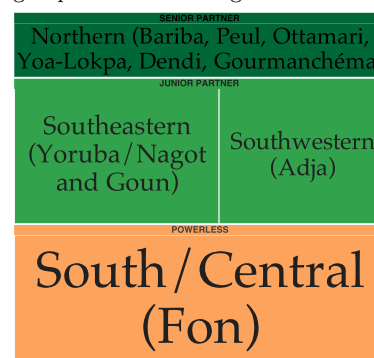 SENIOR PARTNER
Northern (Bariba, Peul, Ottamari,
Yoa-Lokpa, Dendi, Gourmanchéma
JUNIOR PARTNER
Southeastern
(Yoruba/Nagot
and Goun)
Southwestern
(Adja)
POWERLESS
South/Central
(Fon)